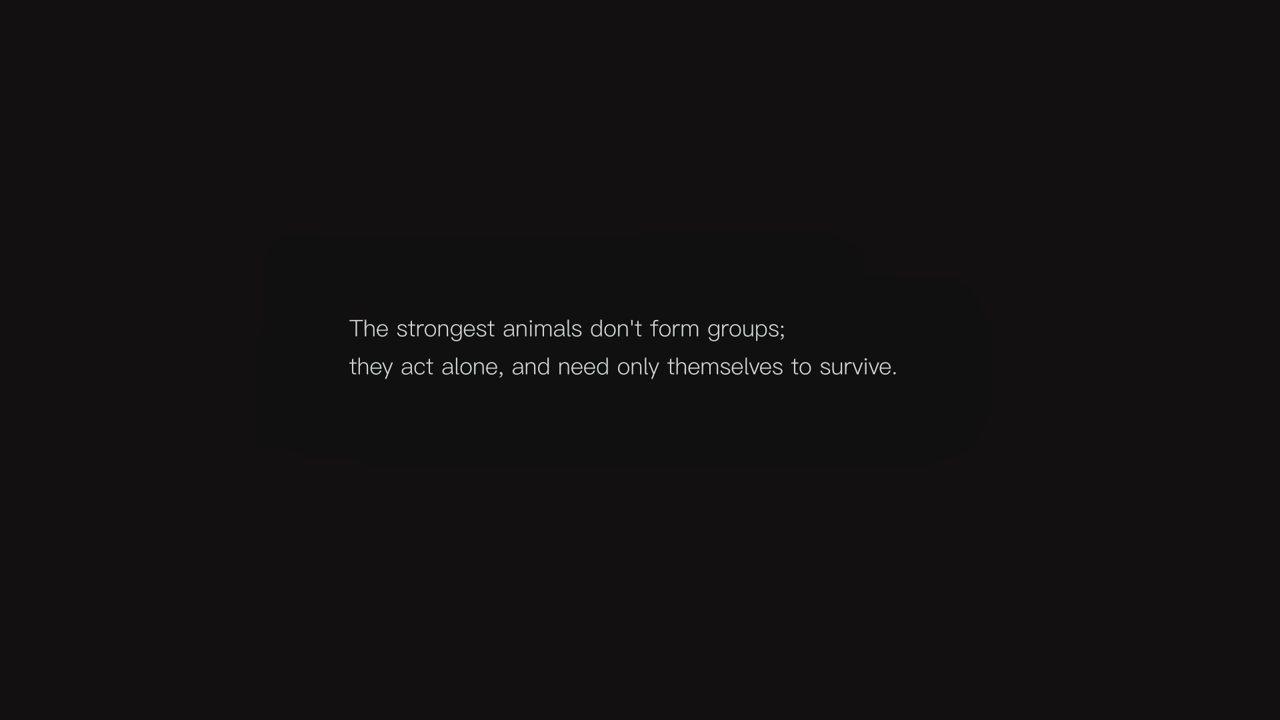 The strongest animals don't form groups;
they act alone, and need only themselves to survive.